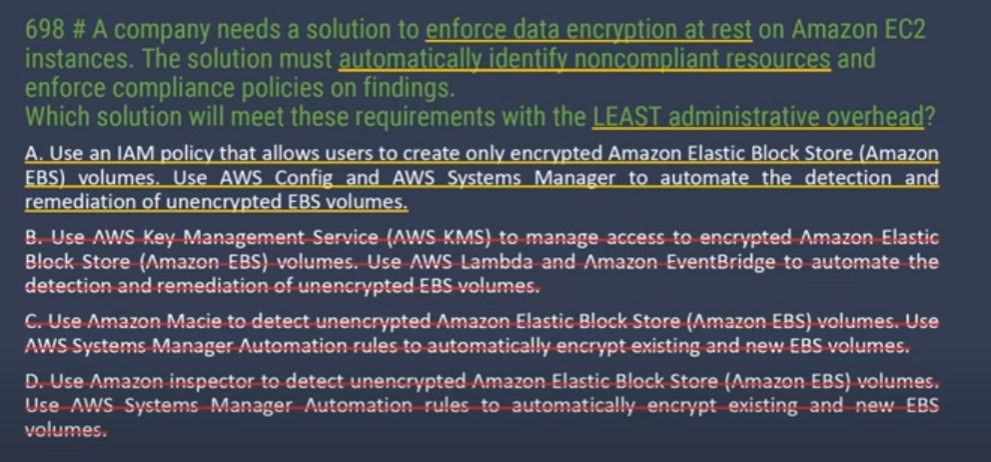 698 # A company needs a solution to enforce data encryption at rest on Amazon EC2
instances. The solution must automatically identify noncompliant resources and
enforce compliance policies on findings.
Which solution will meet these requirements with the LEAST administrative overhead?
A. Use an IAM policy that allows users to create only encrypted Amazon Elastic Block Store (Amazon
EBS) volumes. Use AWS Config and AWS Systems Manager to automate the detection and
remediation of unencrypted EBS volumes.
B. Use AWS Key Management Service (AWS KMS) to manage access to encrypted Amazon Elastic
Block Store (Amazon EBS) volumes. Use AWS Lambda and Amazon EventBridge to automate the
detection and remediation of unencrypted EBS volumes.
C. Use Amazon Macie to detect unencrypted Amazon Elastic Block Store (Amazon EBS) volumes. Use
AWS Systems Manager Automation rules to automatically encrypt existing and new EBS volumes.
D. Use Amazon inspector to detect unencrypted Amazon Elastic Block Store (Amazon EBS) volumes.
Use AWS Systems Manager Automation rules to automatically encrypt existing and new EBS
volumes.